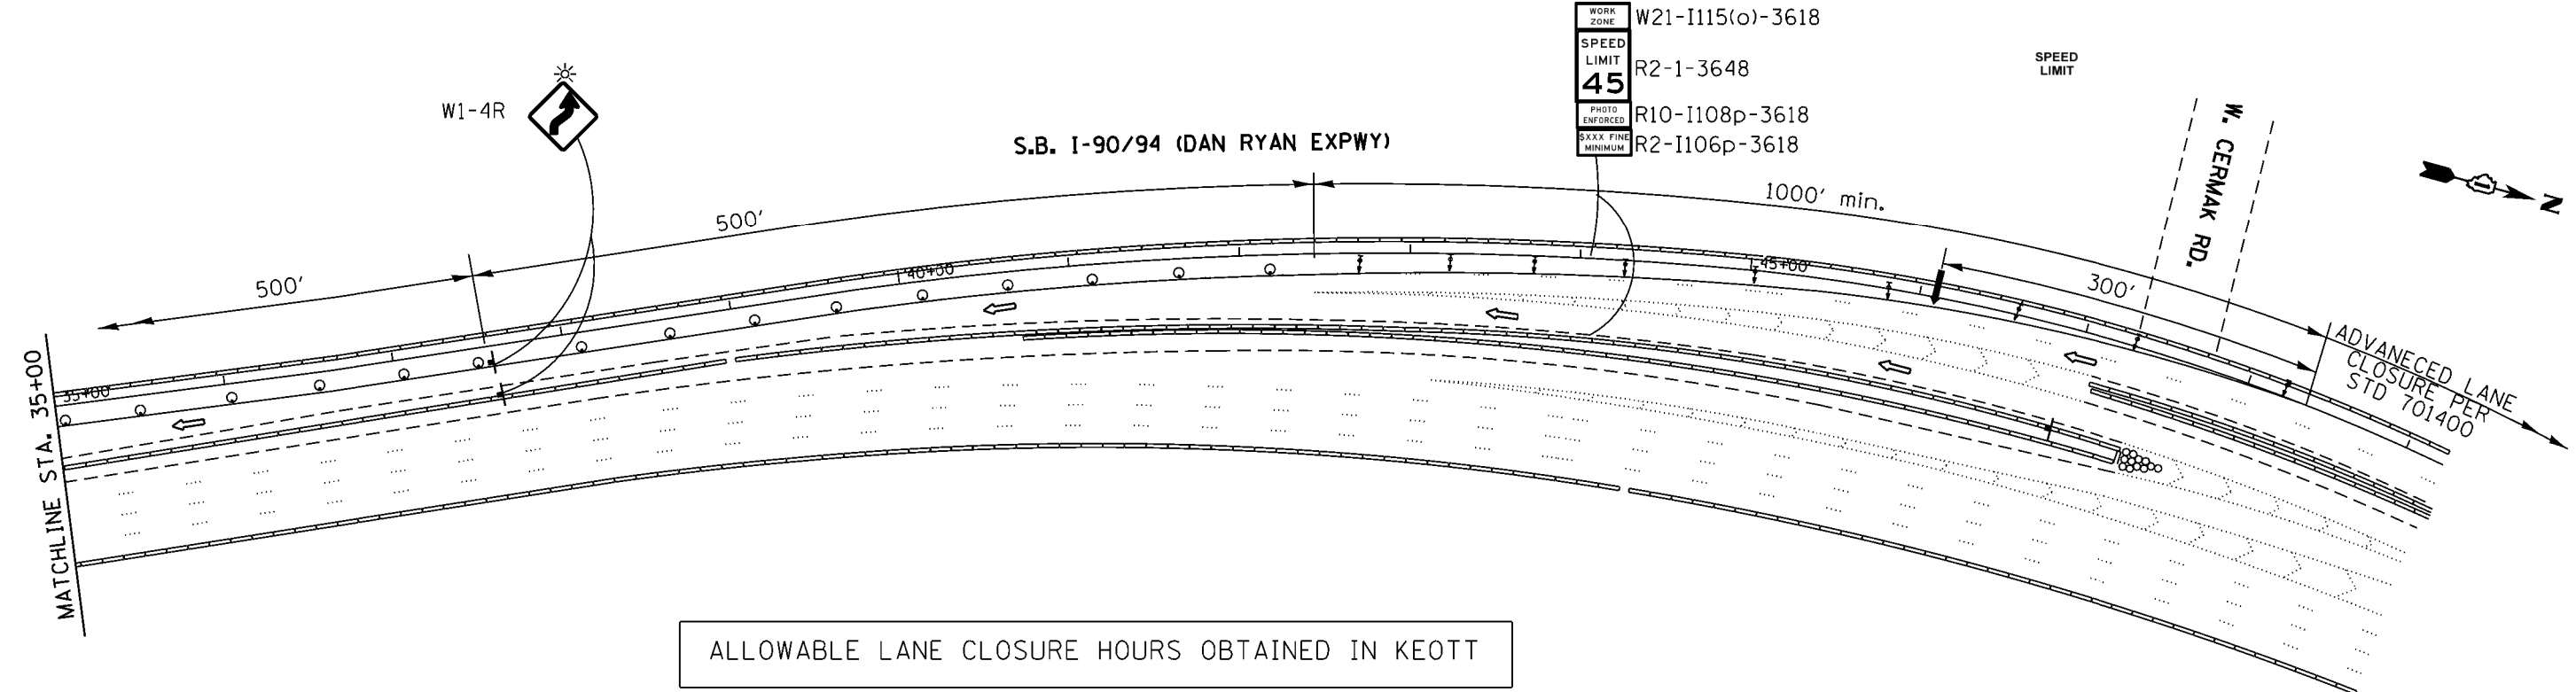 WORK
ZONE
W21-I115(o)-3618
SPEED
LIMIT
45
R2-1-3648
PHOTO
ENFORCED
R10-I108p-3618
$XXX FINE
MINIMUM
R2-I106p-3618
SPEED
LIMIT
W1-4R
S.B. I-90/94 (DAN RYAN EXPWY)
W. CERMAK RD.
N
1000' min.
500'
500'
300'
40+00
45+00
35+00
MATCHLINE STA. 35+00
ADVANECED LANE
CLOSURE PER
STD 701400
ALLOWABLE LANE CLOSURE HOURS OBTAINED IN KEOTT